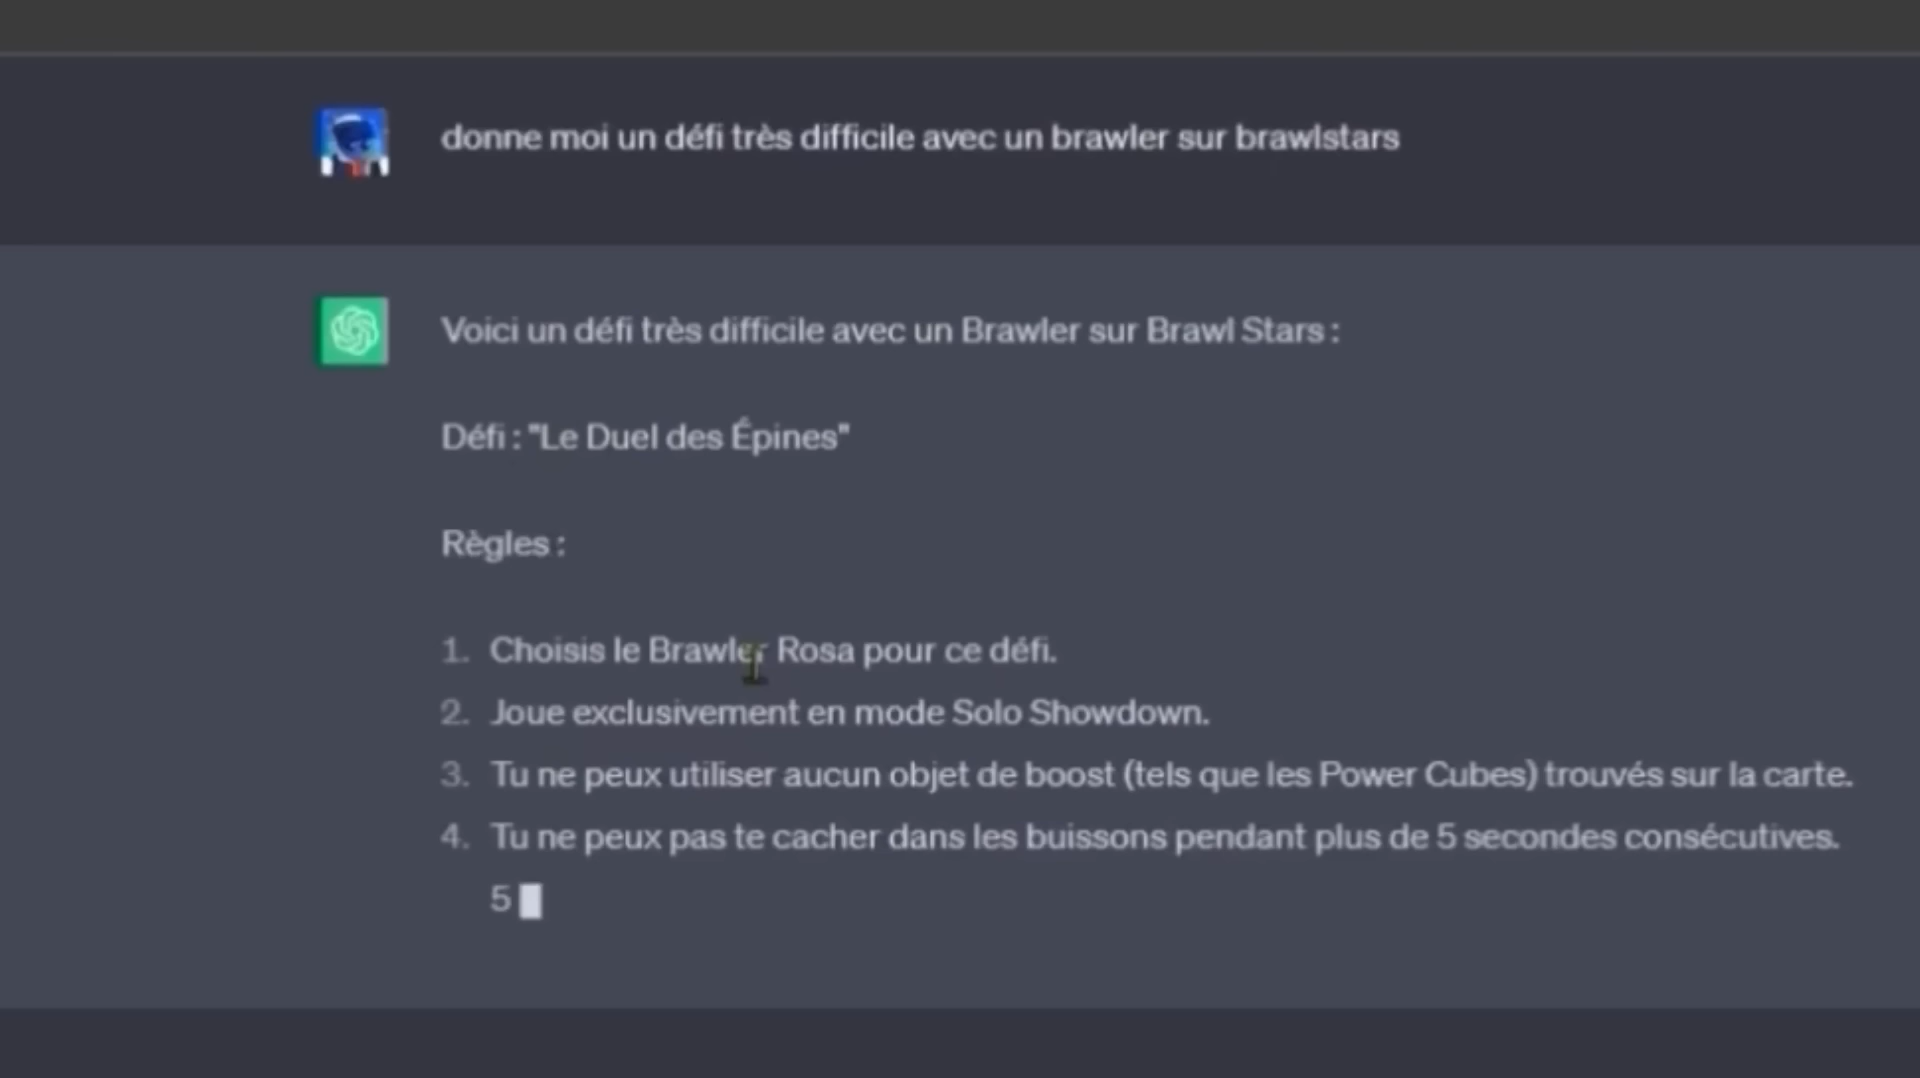 donne moi un défi très difficile avec un brawler sur brawlstars
Voici un défi très difficile avec un Brawler sur Brawl Stars :
Défi : "Le Duel des Épines"
Règles :
1. Choisis le Brawler Rosa pour ce défi.
2. Joue exclusivement en mode Solo Showdown.
3. Tu ne peux utiliser aucun objet de boost (tels que les Power Cubes) trouvés sur la carte.
4. Tu ne peux pas te cacher dans les buissons pendant plus de 5 secondes consécutives.
5